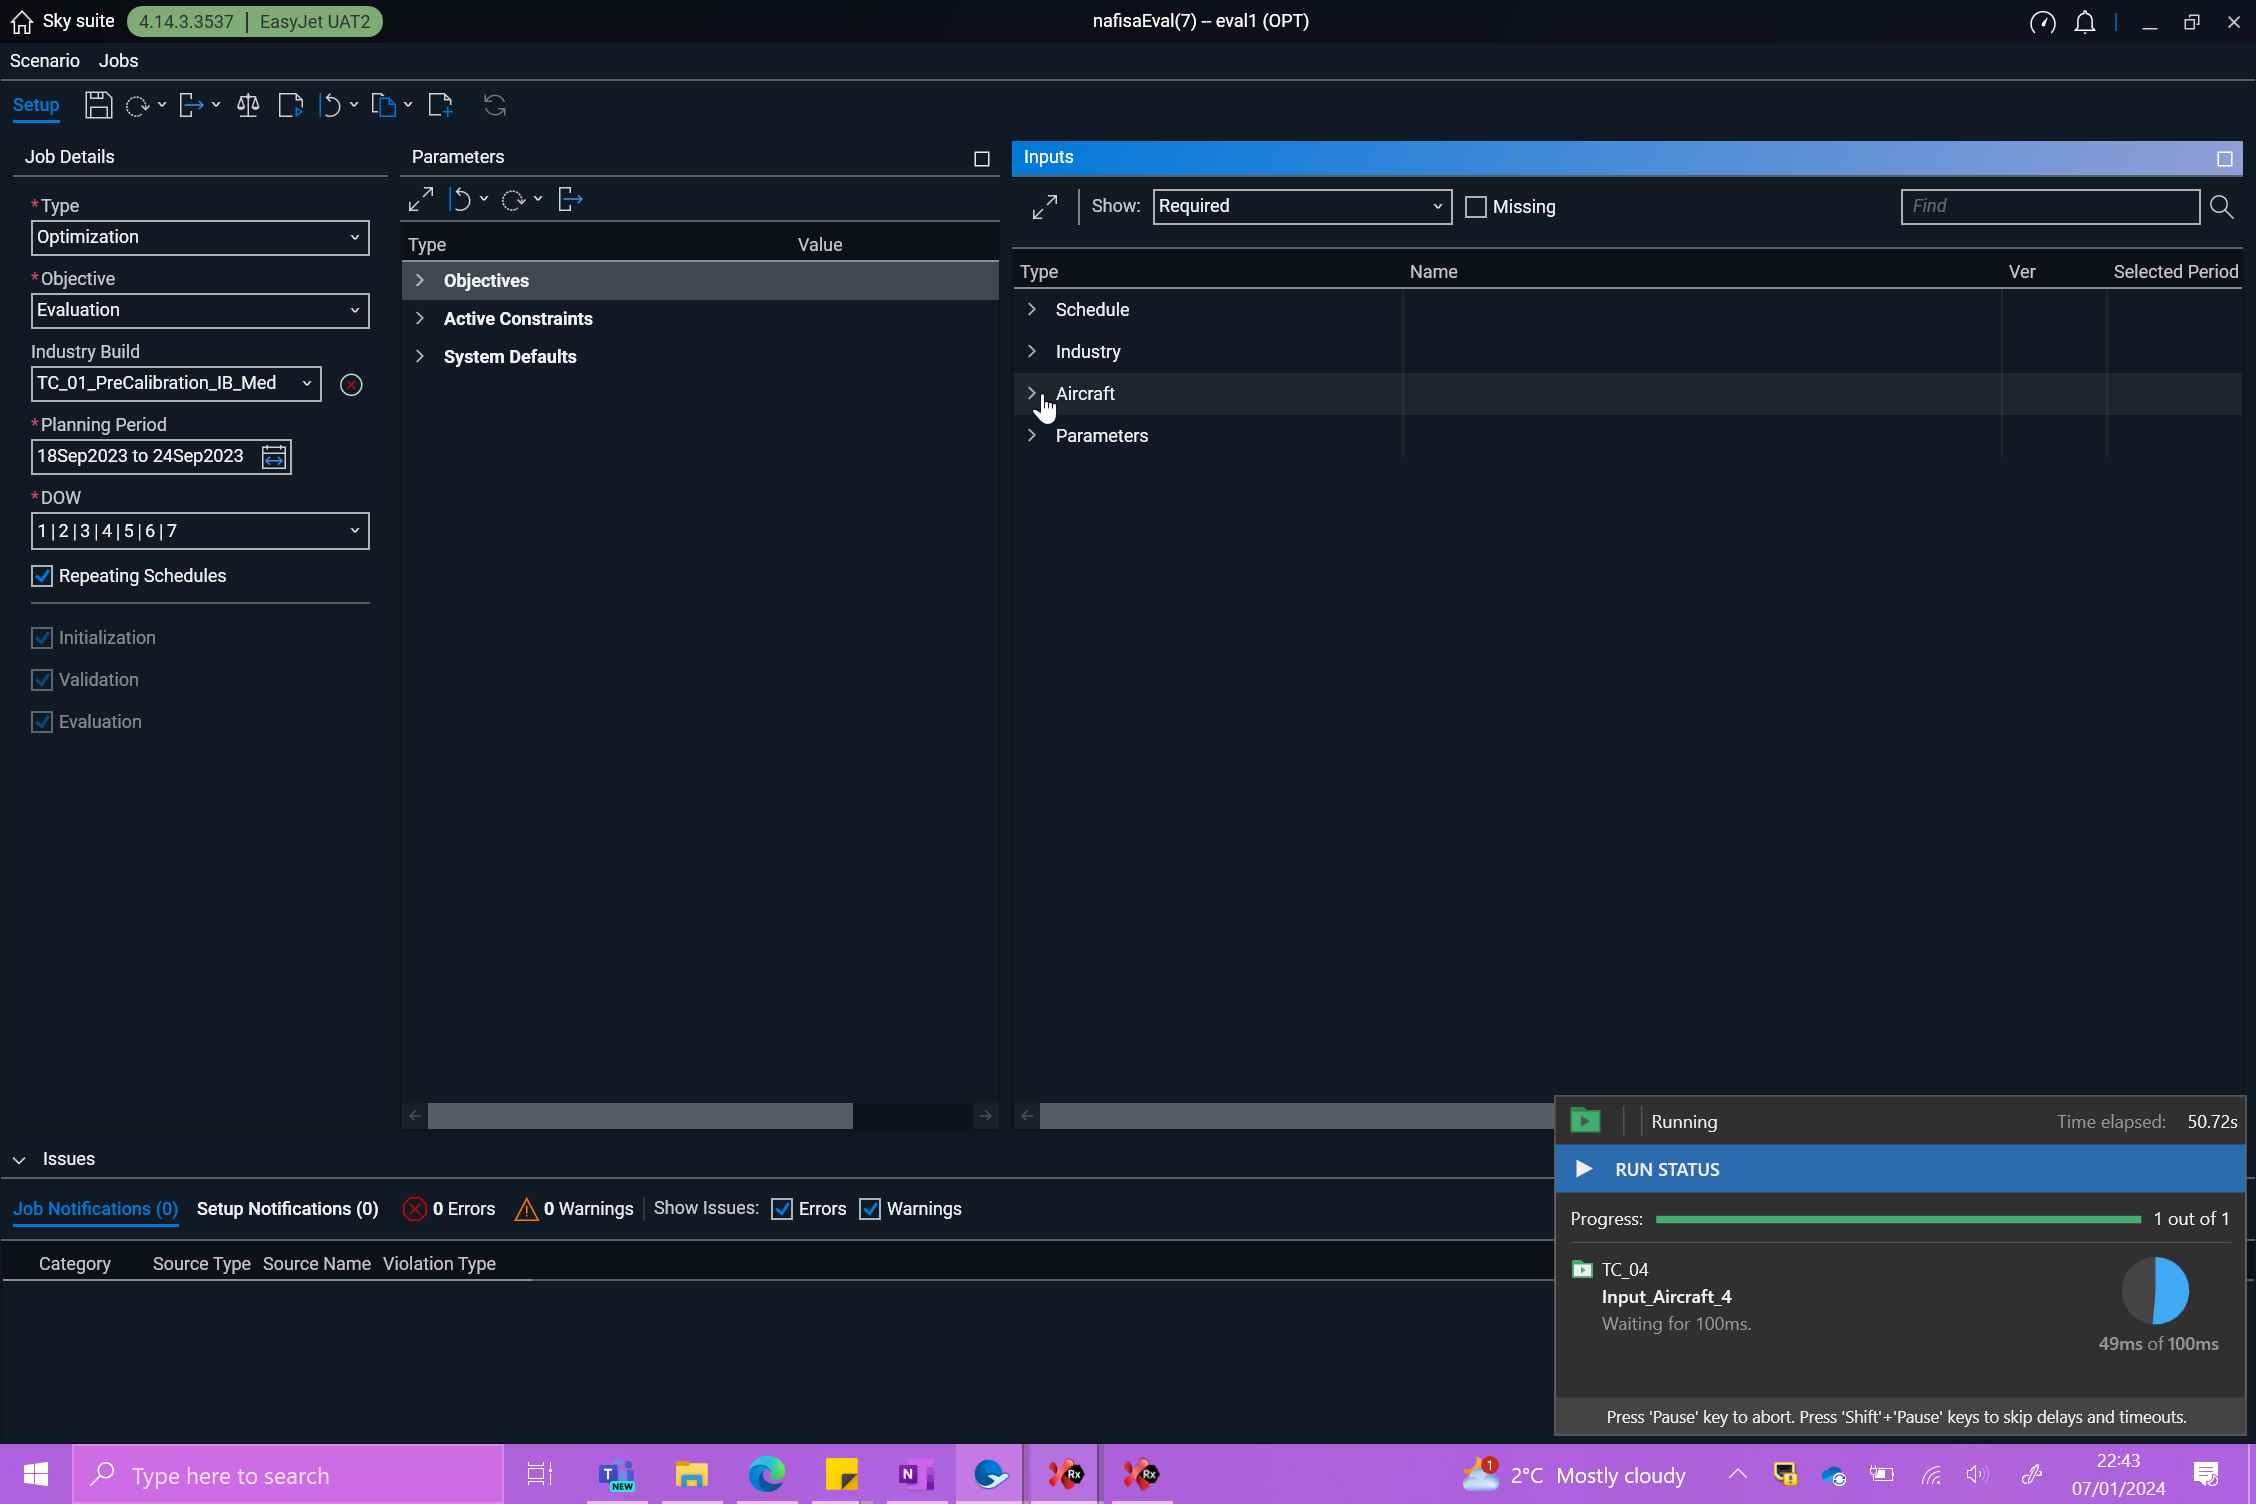 Sky suite 4.14.3.3537 | EasyJet UAT2 nafisaEval(7) -- eval1 (OPT)
Scenario Jobs
Setup
Job Details
*Type
Optimization
*Objective
Evaluation
Industry Build
TC_01_PreCalibration_IB_Med
*Planning Period
18Sep2023 to 24Sep2023
*DOW
1|2|3|4|5|6|7
Repeating Schedules
Initialization
Validation
Evaluation
Parameters
Type Value
Objectives
Active Constraints
System Defaults
Inputs
Show: Required Missing Find
Type Name Ver Selected Period
Schedule
Industry
Aircraft
Parameters
Issues
Job Notifications (0) Setup Notifications (0) 0 Errors 0 Warnings Show Issues: Errors Warnings
Category Source Type Source Name Violation Type
Running Time elapsed: 50.72s
RUN STATUS
Progress: 1 out of 1
TC_04
Input_Aircraft_4
Waiting for 100ms.
49ms of 100ms
Press 'Pause' key to abort. Press 'Shift'+'Pause' keys to skip delays and timeouts.
Type here to search
T
NEW
N
Rx
Rx
1
2°C Mostly cloudy
22:43
07/01/2024